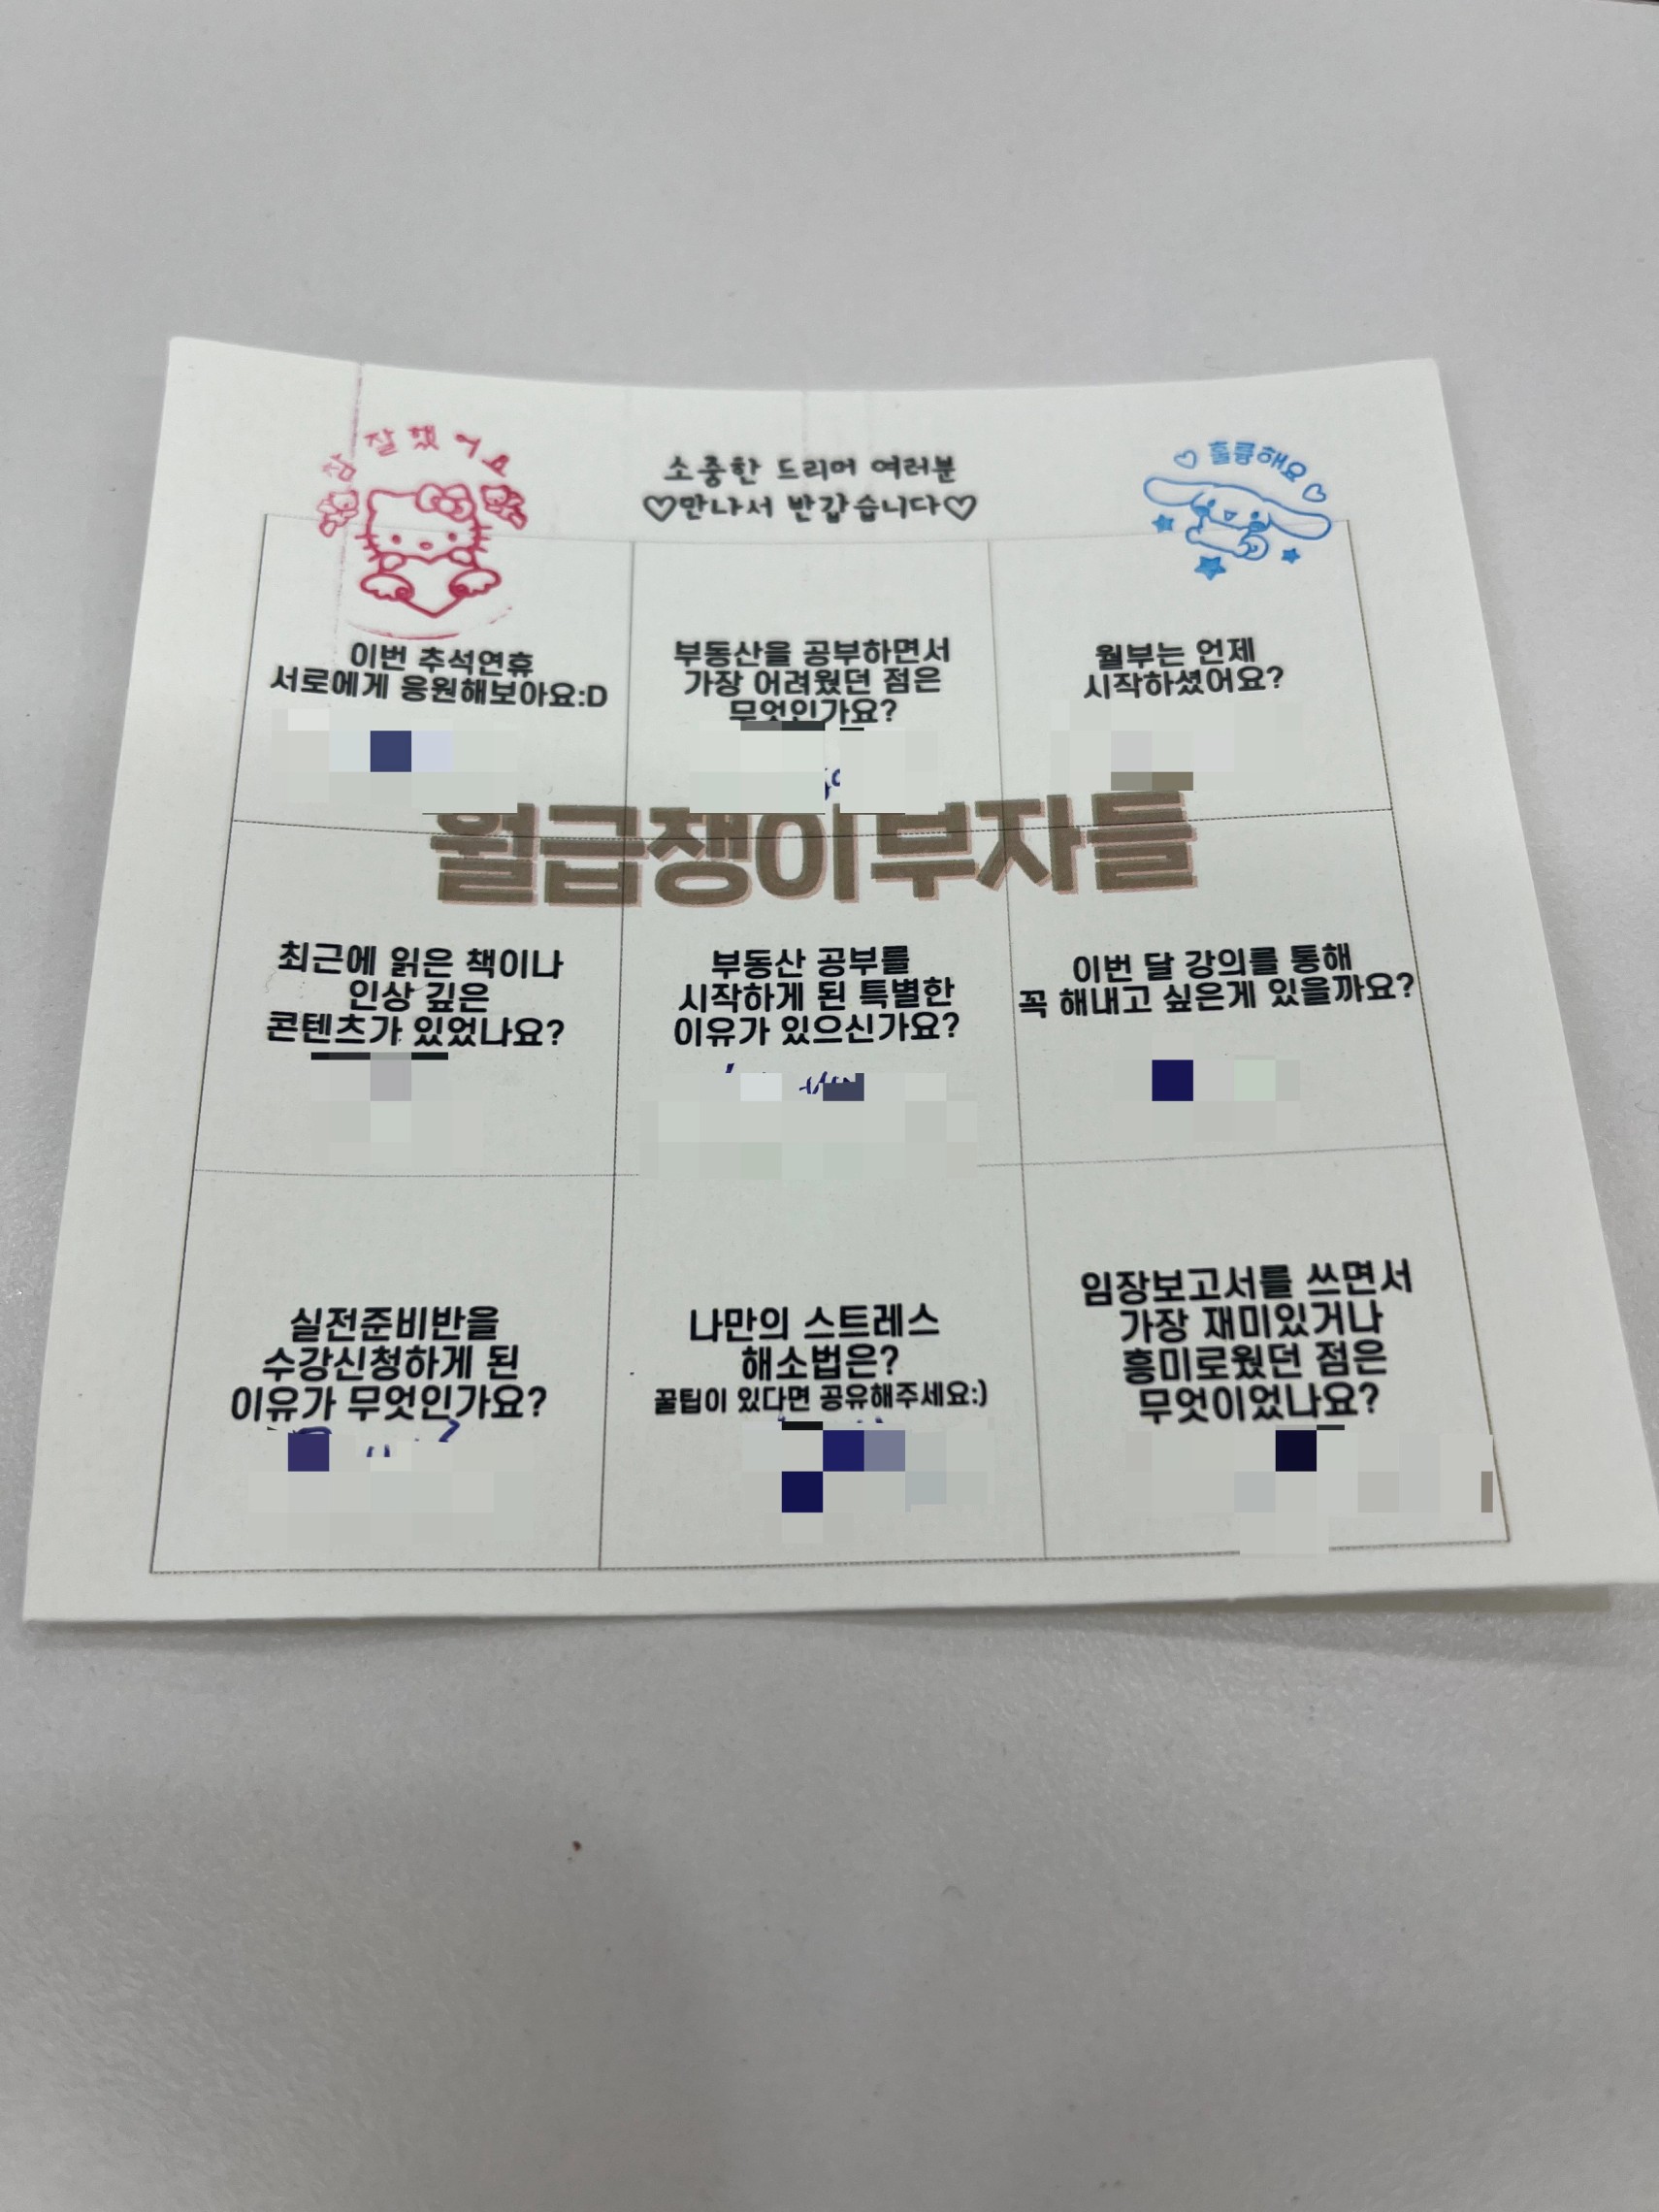 참 잘했어요
소중한 드리머 여러분
♡만나서 반갑습니다♡
훌륭해요
이번 추석연휴
서로에게 응원해보아요:D
부동산을 공부하면서
가장 어려웠던 점은
무엇인가요?
월부는 언제
시작하셨어요?
월급쟁이부자들
최근에 읽은 책이나
인상 깊은
콘텐츠가 있었나요?
부동산 공부를
시작하게 된 특별한
이유가 있으신가요?
이번 달 강의를 통해
꼭 해내고 싶은게 있을까요?
실전준비반을
수강신청하게 된
이유가 무엇인가요?
나만의 스트레스
해소법은?
꿀팁이 있다면 공유해주세요:)
임장보고서를 쓰면서
가장 재미있거나
흥미로웠던 점은
무엇이었나요?